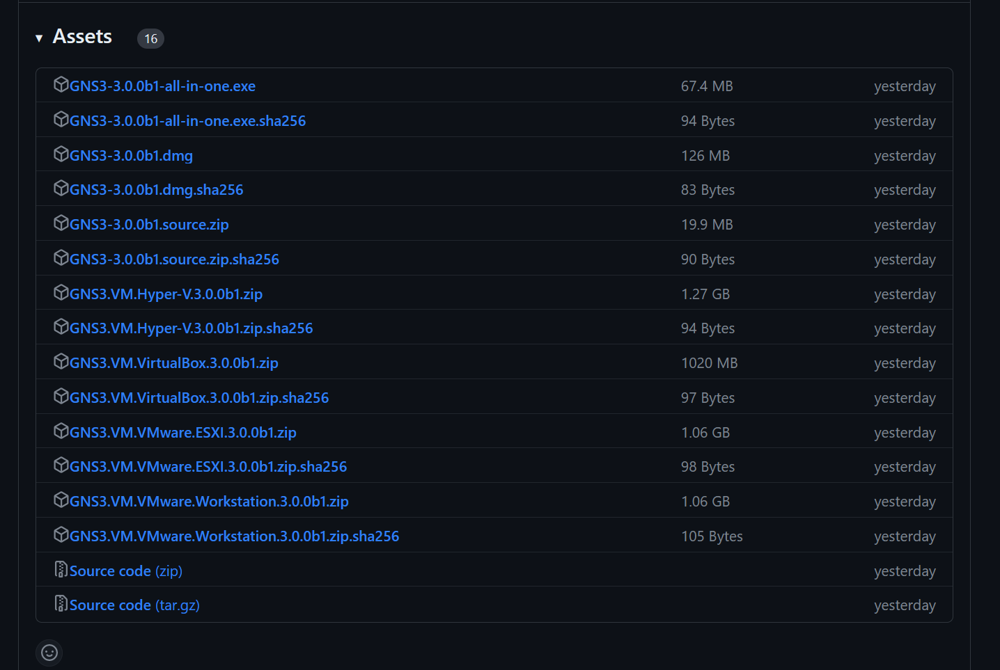 Assets 16
GNS3-3.0.0b1-all-in-one.exe 67.4 MB yesterday
GNS3-3.0.0b1-all-in-one.exe.sha256 94 Bytes yesterday
GNS3-3.0.0b1.dmg 126 MB yesterday
GNS3-3.0.0b1.dmg.sha256 83 Bytes yesterday
GNS3-3.0.0b1.source.zip 19.9 MB yesterday
GNS3-3.0.0b1.source.zip.sha256 90 Bytes yesterday
GNS3.VM.Hyper-V.3.0.0b1.zip 1.27 GB yesterday
GNS3.VM.Hyper-V.3.0.0b1.zip.sha256 94 Bytes yesterday
GNS3.VM.VirtualBox.3.0.0b1.zip 1020 MB yesterday
GNS3.VM.VirtualBox.3.0.0b1.zip.sha256 97 Bytes yesterday
GNS3.VM.VMware.ESXI.3.0.0b1.zip 1.06 GB yesterday
GNS3.VM.VMware.ESXI.3.0.0b1.zip.sha256 98 Bytes yesterday
GNS3.VM.VMware.Workstation.3.0.0b1.zip 1.06 GB yesterday
GNS3.VM.VMware.Workstation.3.0.0b1.zip.sha256 105 Bytes yesterday
Source code (zip) yesterday
Source code (tar.gz) yesterday